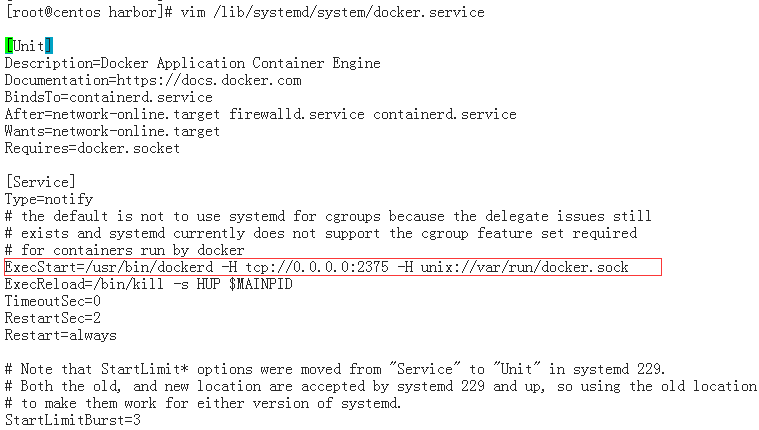 [root@centos harbor]# vim /lib/systemd/system/docker.service
[Unit]
Description=Docker Application Container Engine
Documentation=https://docs.docker.com
BindsTo=containerd.service
After=network-online.target firewalld.service containerd.service
Wants=network-online.target
Requires=docker.socket
[Service]
Type=notify
# the default is not to use systemd for cgroups because the delegate issues still
# exists and systemd currently does not support the cgroup feature set required
# for containers run by docker
ExecStart=/usr/bin/dockerd -H tcp://0.0.0.0:2375 -H unix://var/run/docker.sock
ExecReload=/bin/kill -s HUP $MAINPID
TimeoutSec=0
RestartSec=2
Restart=always
# Note that StartLimit* options were moved from "Service" to "Unit" in systemd 229.
# Both the old, and new location are accepted by systemd 229 and up, so using the old location
# to make them work for either version of systemd.
StartLimitBurst=3